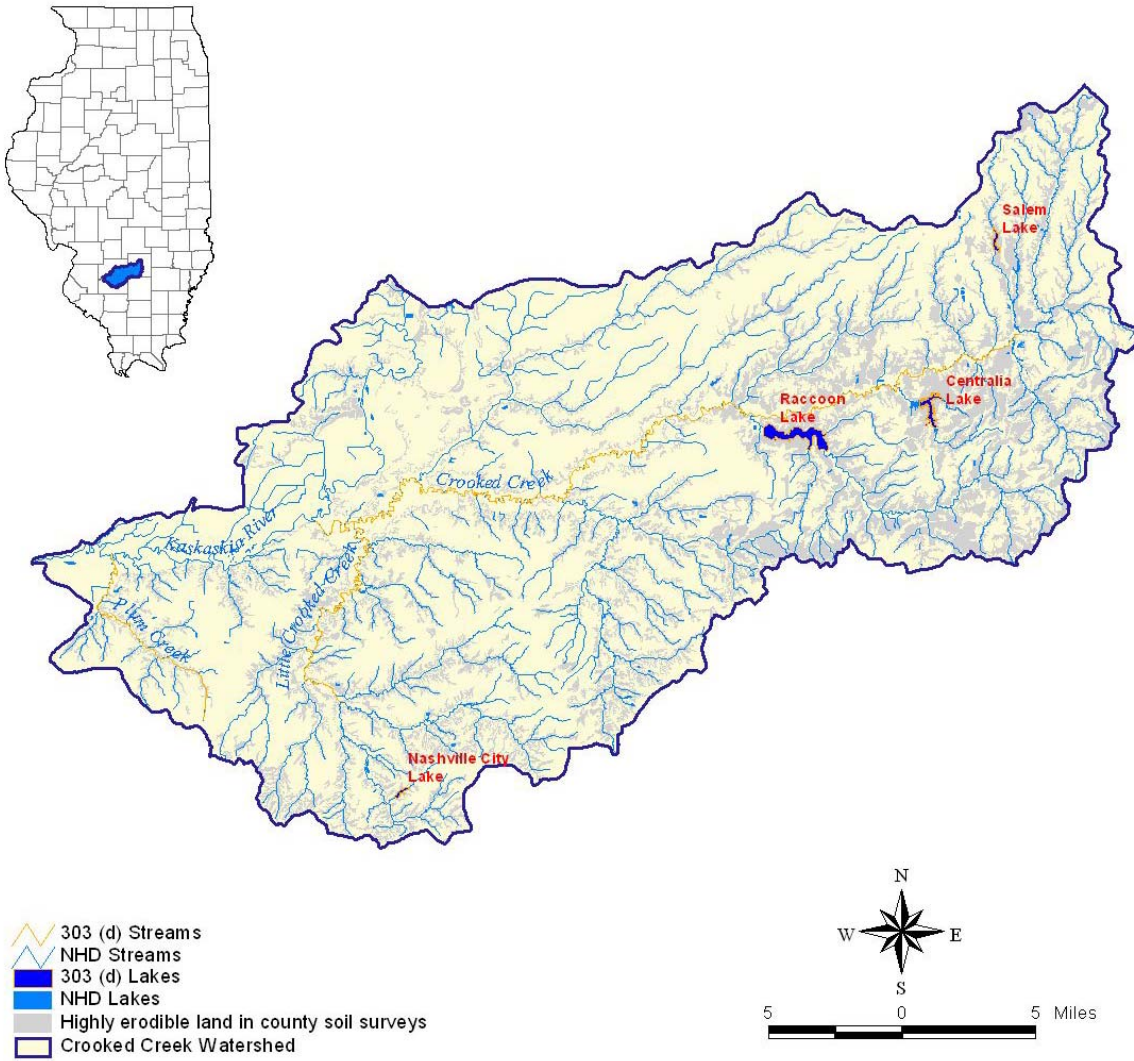 Salem
Lake
Centralia
Lake
Raccoon
Lake
Crooked Creek
Kaskaskia River
Little Crooked Creek
Plum Creek
Nashville City
Lake
N
W E
S
303 (d) Streams
NHD Streams
303 (d) Lakes
NHD Lakes
Highly erodible land in county soil surveys
Crooked Creek Watershed
5 0 5 Miles